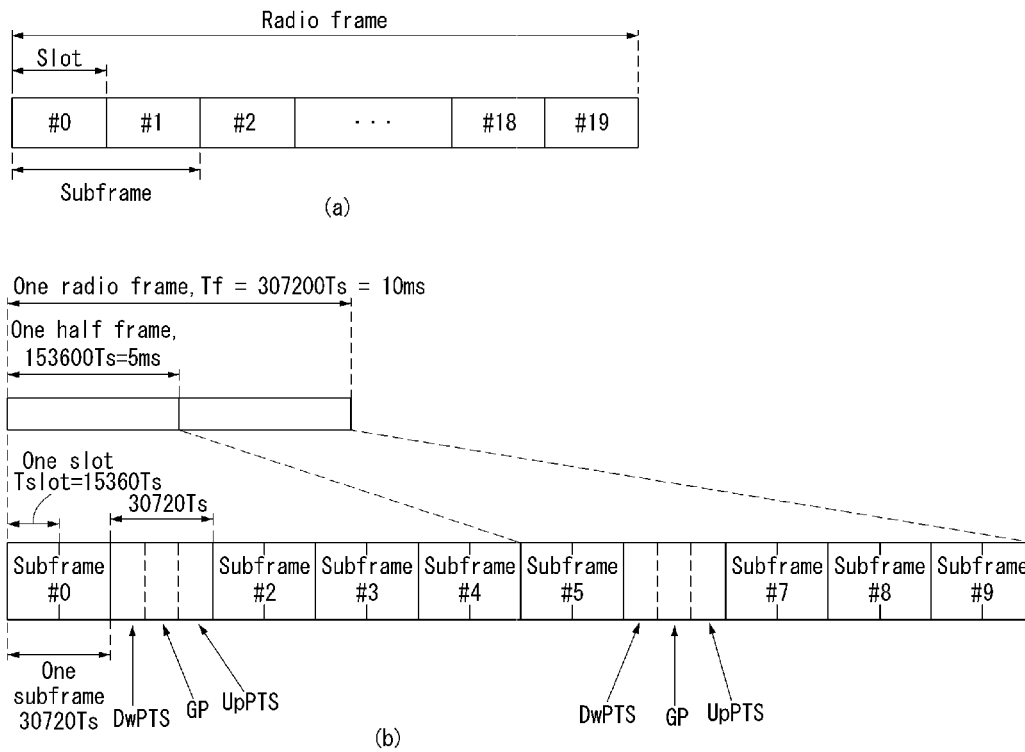 Radio frame
Slot
#0 #1 #2 ··· #18 #19
Subframe
(a)
One radio frame, Tf = 307200Ts = 10ms
One half frame,
153600Ts=5ms
One slot
Tslot=15360Ts
30720Ts
Subframe Subframe Subframe Subframe Subframe Subframe Subframe Subframe
#0 #2 #3 #4 #5 #7 #8 #9
One
subframe
30720Ts
DwPTS GP UpPTS DwPTS GP UpPTS
(b)